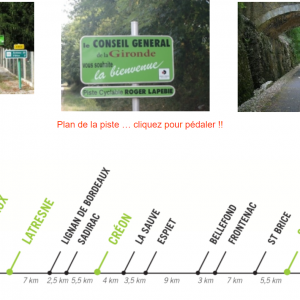 Le CONSEIL GENERAL
de la Gironde
vous souhaite
la bienvenue
Piste Cyclable ROGER LAPEBIE
Plan de la piste ... cliquez pour pédaler !!
LATRESNE
LIGNAN DE BORDEAUX
SADIRAC
CRÉON
LA SAUVE
ESPIET
BELLEFOND
FRONTENAC
ST BRICE
7 km
2,5 km
5,5 km
4 km
3,5 km
9 km
3 km
7 km
5,5 km